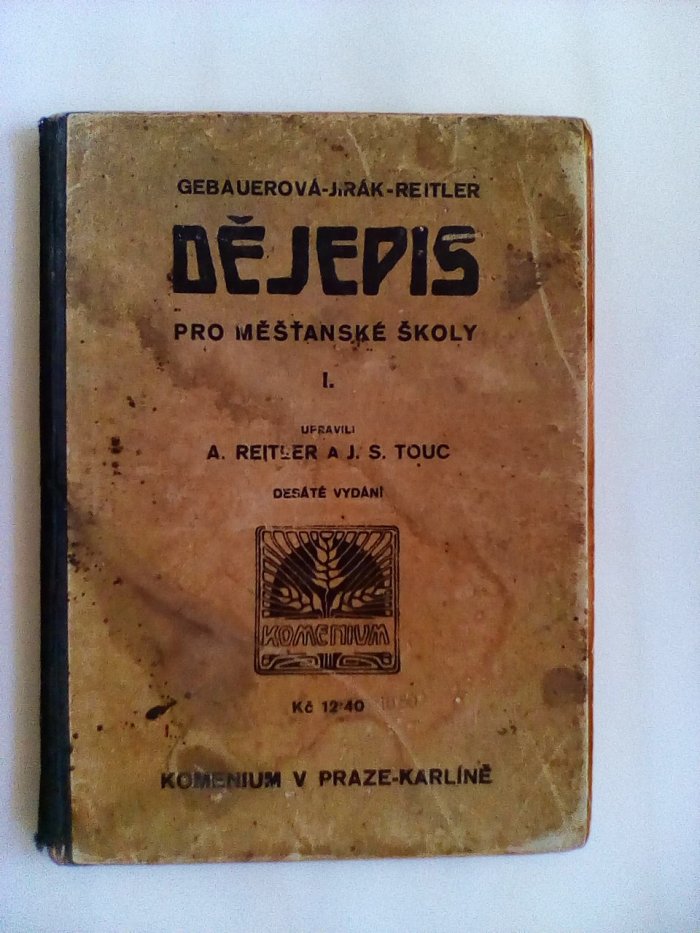 GEBAUEROVÁ-JIRÁK-REITLER
DĚJEPIS
PRO MĚŠŤANSKÉ ŠKOLY
I.
UPRAVILI
A. REITLER A J. S. TOUC
DESÁTÉ VYDÁNÍ
KOMENIUM
Kč 12·40
KOMENIUM V PRAZE-KARLÍNĚ